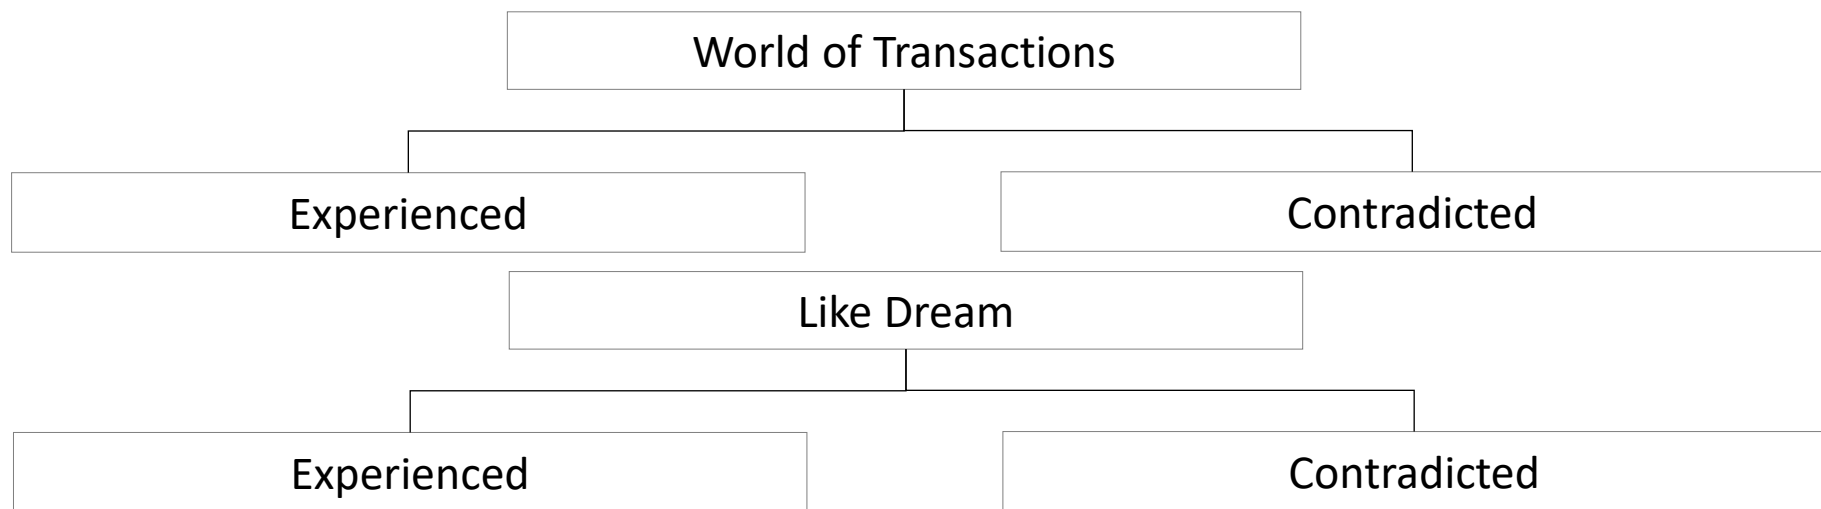 World of Transactions
Experienced
Contradicted
Like Dream
Experienced
Contradicted